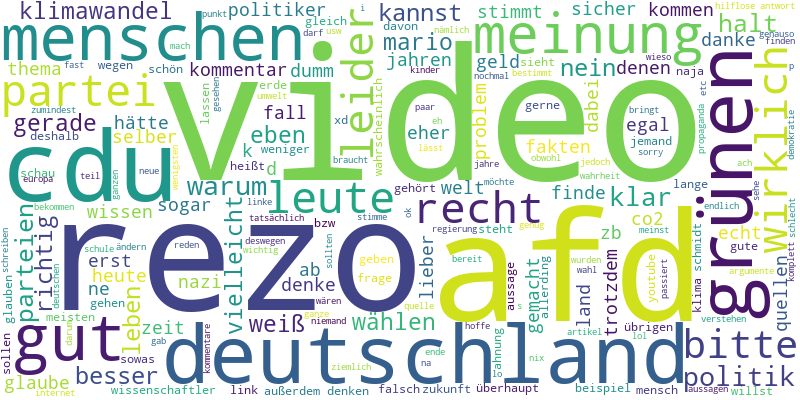 klimawandel politiker kannst stimmt sicher kommen hilflose antwort
punkt gleich davon i darf usw genauso
menschen leider mario meinung halt danke finden
mach fast wegen schön jahren geld sieht nein denen naja wieso p
thema kommentar dumm kinder nochmal bestimmt
partei lassen gesehen erde umwelt video problem dabei etc propaganda wirklich demokratie
zumindest gerade hätte fall wahrscheinlich paar gerne bringt egal grünen
deshalb selber eben xd eh eher fakten jemand
cdu k weniger lässt obwohl jedoch sorry ach
schau wenigsten heißt d braucht jahre wahrheit
europa teil neue warum leute gehört welt möchte finde klar lange sene
bekommen ganzen sogar linke recht co2 endlich schlecht
parteien wissen tatsächlich stimme ok regierung steht zb meinst echt schmidt
schreiben richtig schule ändern rezo bzw deswegen sollten afd wurden gute
glauben erst reden vielleicht wichtig ab geben genug bereit wahl klima komplett
heute nazi denke frage lieber aussage gemacht land trotzdem youtube passiert argumente quellen
deutschen ne gehen wären quelle s allerding
meisten leben zeit weiß ganze wählen übrigen verstehen
sollen gut darum gab sowas kommentare niemand hoffe artikel lol
deutschland ahnung bitte
glaube besser ende nix politik
internet wissenschaftler link außerdem ziemlich denken falsch na zukunft lo überhaupt beispiel mensch aussagen willst